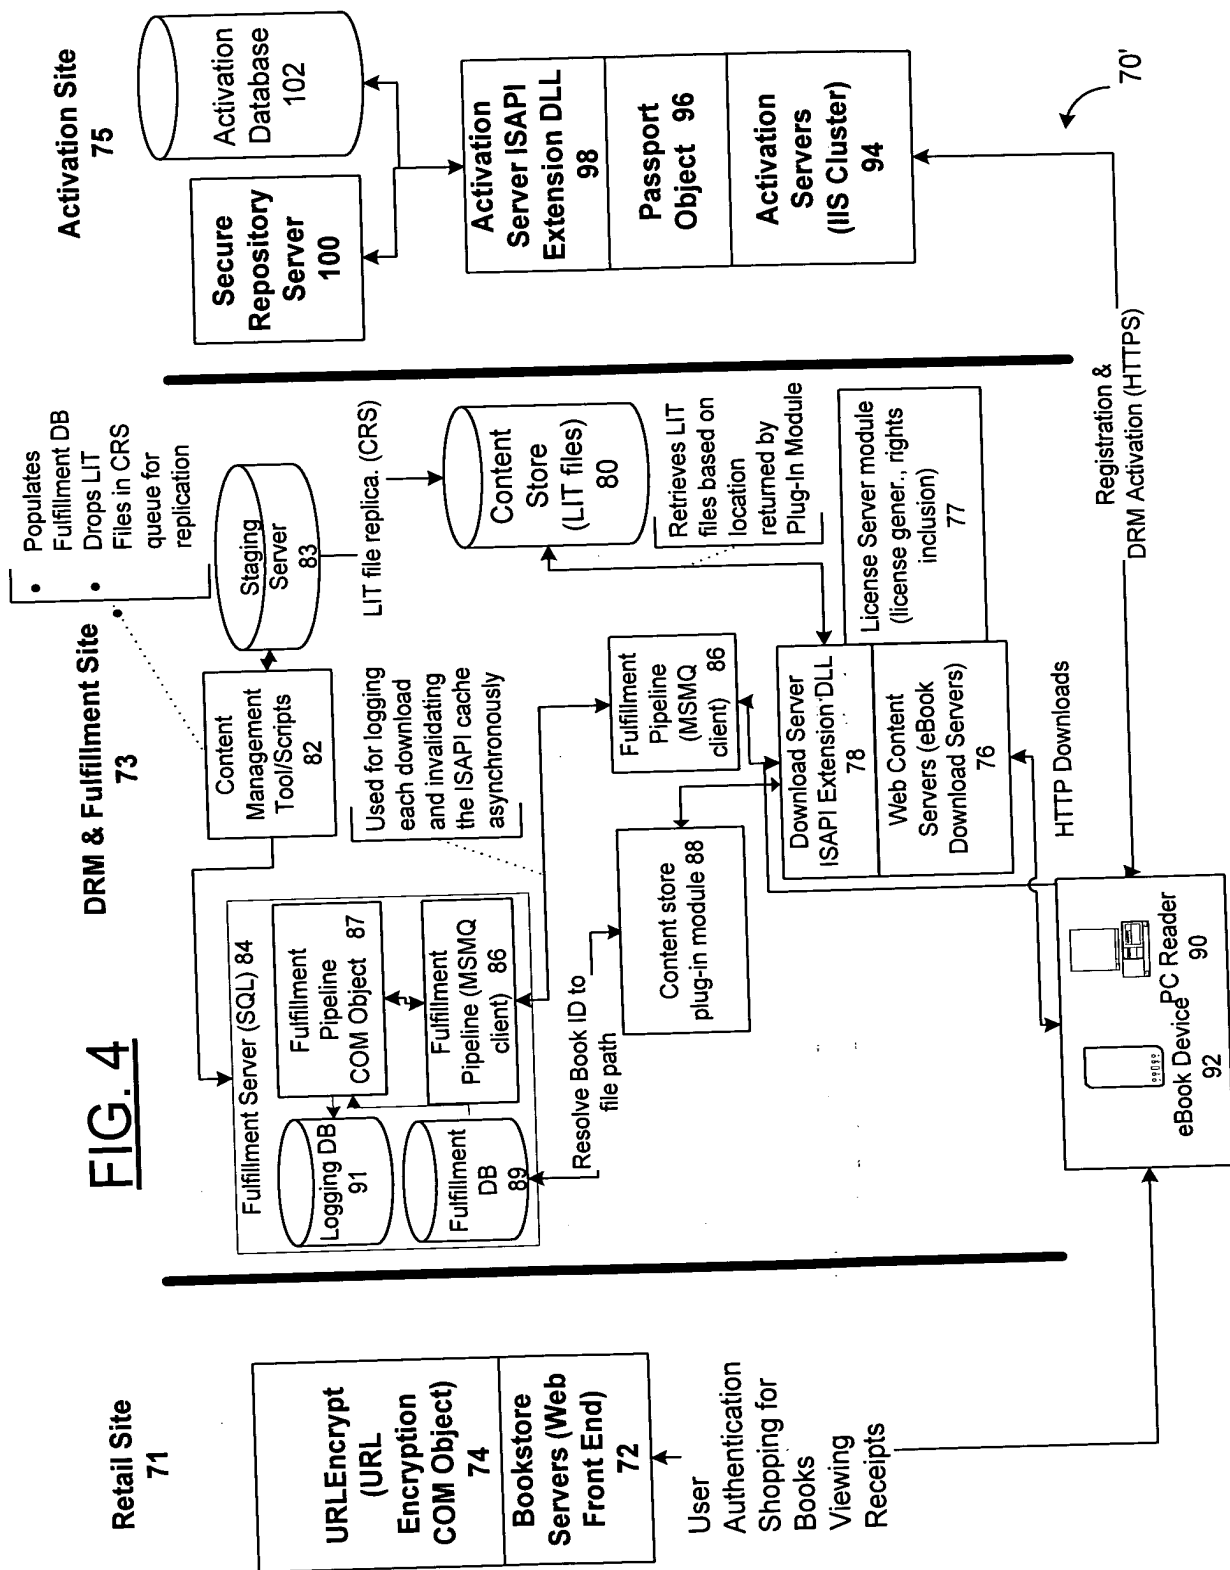 FIG. 4
Retail Site
71
URLEncrypt
(URL
Encryption
COM Object)
74
Bookstore
Servers (Web
Front End)
72
User
Authentication
Shopping for
Books
Viewing
Receipts
DRM & Fulfillment Site
73
• Populates
Fulfillment DB
• Drops LIT
Files in CRS
queue for
replication
Content
Management
Tool/Scripts
82
Staging
Server
83
LIT file replica. (CRS)
Fulfillment Server (SQL) 84
Fulfillment
Pipeline
COM Object 87
Fulfillment
Pipeline (MSMQ
client) 86
Logging DB
91
Fulfillment
DB
89
Used for logging
each download
and invalidating
the ISAPI cache
asynchronously
Resolve Book ID to
file path
Content
Store
(LIT files)
80
Retrieves LIT
files based on
location
returned by
Plug-In Module
Fulfillment
Pipeline
(MSMQ
client) 86
Content store
plug-in module 88
Download Server
ISAPI Extension DLL
78
Web Content
Servers (eBook
Download Servers)
76
License Server module
(license gener., rights
inclusion)
77
HTTP Downloads
eBook Device
92
PC Reader
90
Activation Site
75
Secure
Repository
Server
100
Activation
Database
102
Activation
Server ISAPI
Extension DLL
98
Passport
Object 96
Activation
Servers
(IIS Cluster)
94
Registration &
DRM Activation (HTTPS)
70'